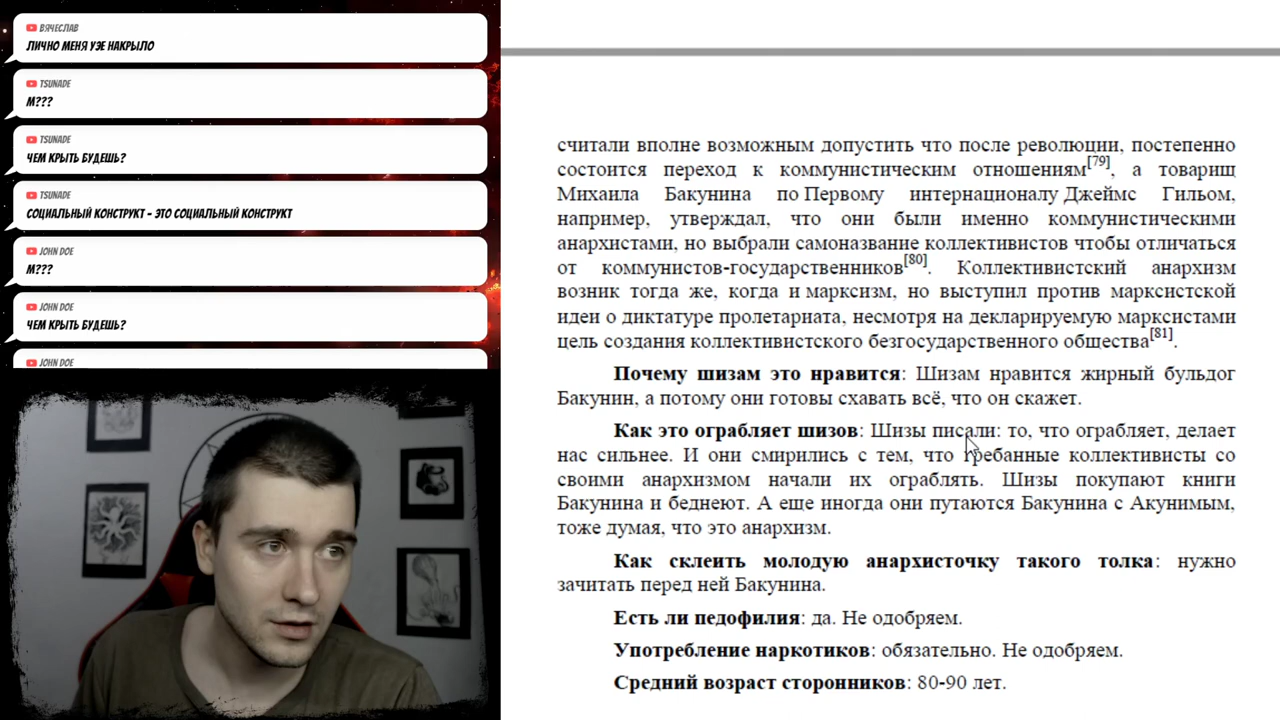 ВЯЧЕСЛАВ
ЛИЧНО МЕНЯ УЗЕ НАКРЫЛО
TSUNADE
М???
TSUNADE
ЧЕМ КРЫТЬ БУДЕШЬ?
TSUNADE
СОЦИАЛЬНЫЙ КОНСТРУКТ - ЭТО СОЦИАЛЬНЫЙ КОНСТРУКТ
JOHN DOE
М???
JOHN DOE
ЧЕМ КРЫТЬ БУДЕШЬ?
JOHN DOE
считали вполне возможным допустить что после революции, постепенно
состоится переход к коммунистическим отношениям[79], а товарищ
Михаила Бакунина по Первому интернационалу Джеймс Гильом,
например, утверждал, что они были именно коммунистическими
анархистами, но выбрали самоназвание коллективистов чтобы отличаться
от коммунистов-государственников[80]. Коллективистский анархизм
возник тогда же, когда и марксизм, но выступил против марксистской
идеи о диктатуре пролетариата, несмотря на декларируемую марксистами
цель создания коллективистского безгосударственного общества[81].
Почему шизам это нравится: Шизам нравится жирный бульдог
Бакунин, а потому они готовы схавать всё, что он скажет.
Как это ограбляет шизов: Шизы писали: то, что ограбляет, делает
нас сильнее. И они смирились с тем, что гребанные коллективисты со
своими анархизмом начали их ограблять. Шизы покупают книги
Бакунина и беднеют. А еще иногда они путаются Бакунина с Акунимым,
тоже думая, что это анархизм.
Как склеить молодую анархисточку такого толка: нужно
зачитать перед ней Бакунина.
Есть ли педофилия: да. Не одобряем.
Употребление наркотиков: обязательно. Не одобряем.
Средний возраст сторонников: 80-90 лет.